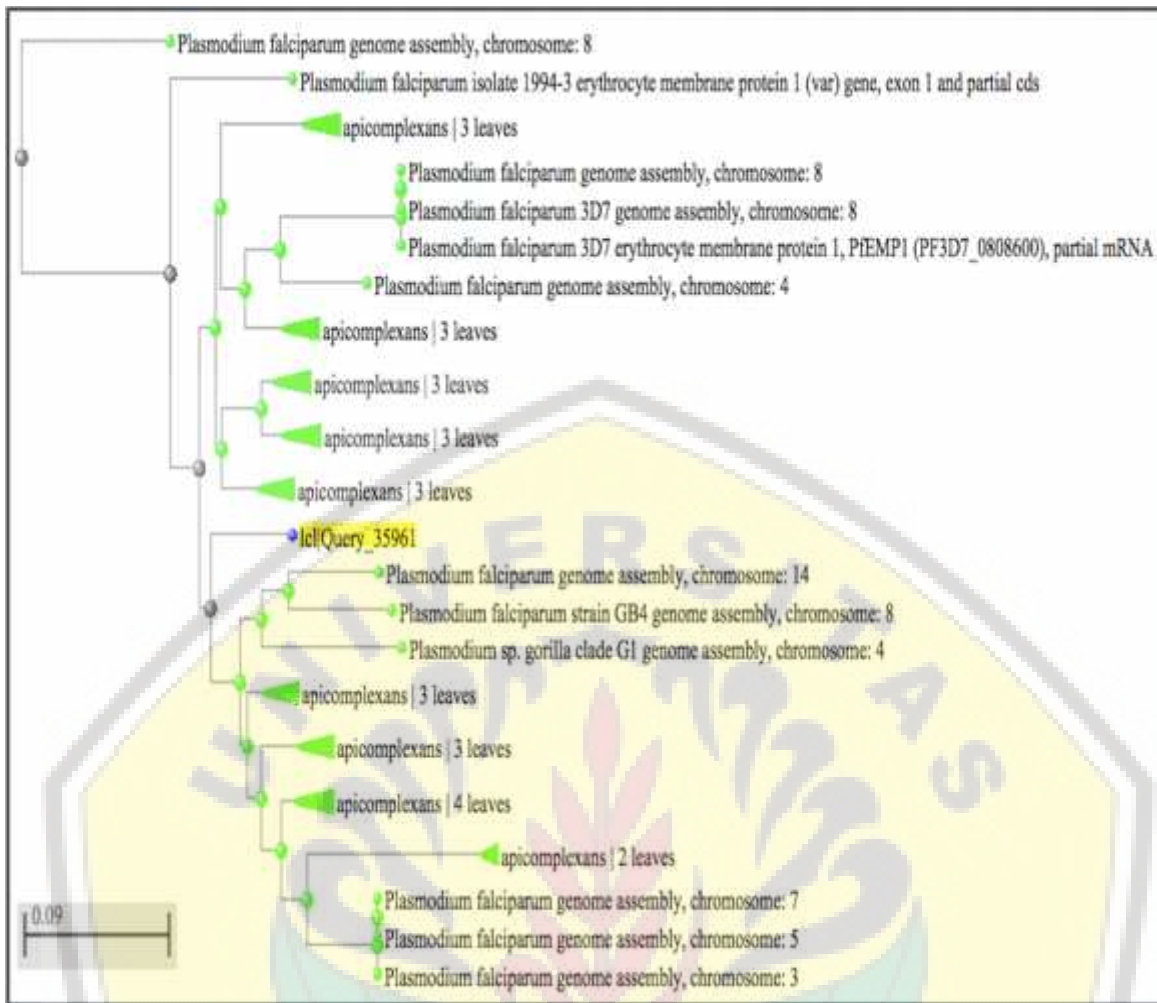 Plasmodium falciparum genome assembly, chromosome: 8
Plasmodium falciparum isolate 1994-3 erythrocyte membrane protein 1 (var) gene, exon 1 and partial cds
apicomplexans | 3 leaves
Plasmodium falciparum genome assembly, chromosome: 8
Plasmodium falciparum 3D7 genome assembly, chromosome: 8
Plasmodium falciparum 3D7 erythrocyte membrane protein 1, PfEMP1 (PF3D7_0808600), partial mRNA
Plasmodium falciparum genome assembly, chromosome: 4
apicomplexans | 3 leaves
apicomplexans | 3 leaves
apicomplexans | 3 leaves
apicomplexans | 3 leaves
lcl|Query_35961
Plasmodium falciparum genome assembly, chromosome: 14
Plasmodium falciparum strain GB4 genome assembly, chromosome: 8
Plasmodium sp. gorilla clade G1 genome assembly, chromosome: 4
apicomplexans | 3 leaves
apicomplexans | 3 leaves
apicomplexans | 4 leaves
apicomplexans | 2 leaves
Plasmodium falciparum genome assembly, chromosome: 7
Plasmodium falciparum genome assembly, chromosome: 5
Plasmodium falciparum genome assembly, chromosome: 3
0.09
UNIVERSITAS